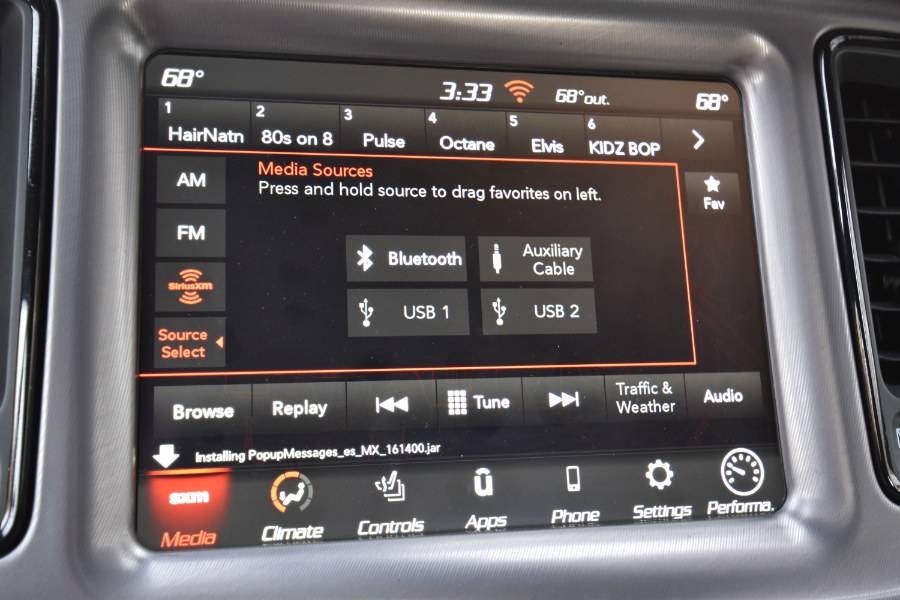 68°
3:33
68°out.
68°
1 HairNatn
2 80s on 8
3 Pulse
4 Octane
5 Elvis
6 KIDZ BOP
AM
FM
SiriusXM
Source
Select
Media Sources
Press and hold source to drag favorites on left.
Bluetooth
Auxiliary
Cable
USB 1
USB 2
Fav
Browse
Replay
Tune
Traffic &
Weather
Audio
Installing PopupMessages_es_MX_161400.jar
sxm
Media
Climate
Controls
Apps
Phone
Settings
Performa.